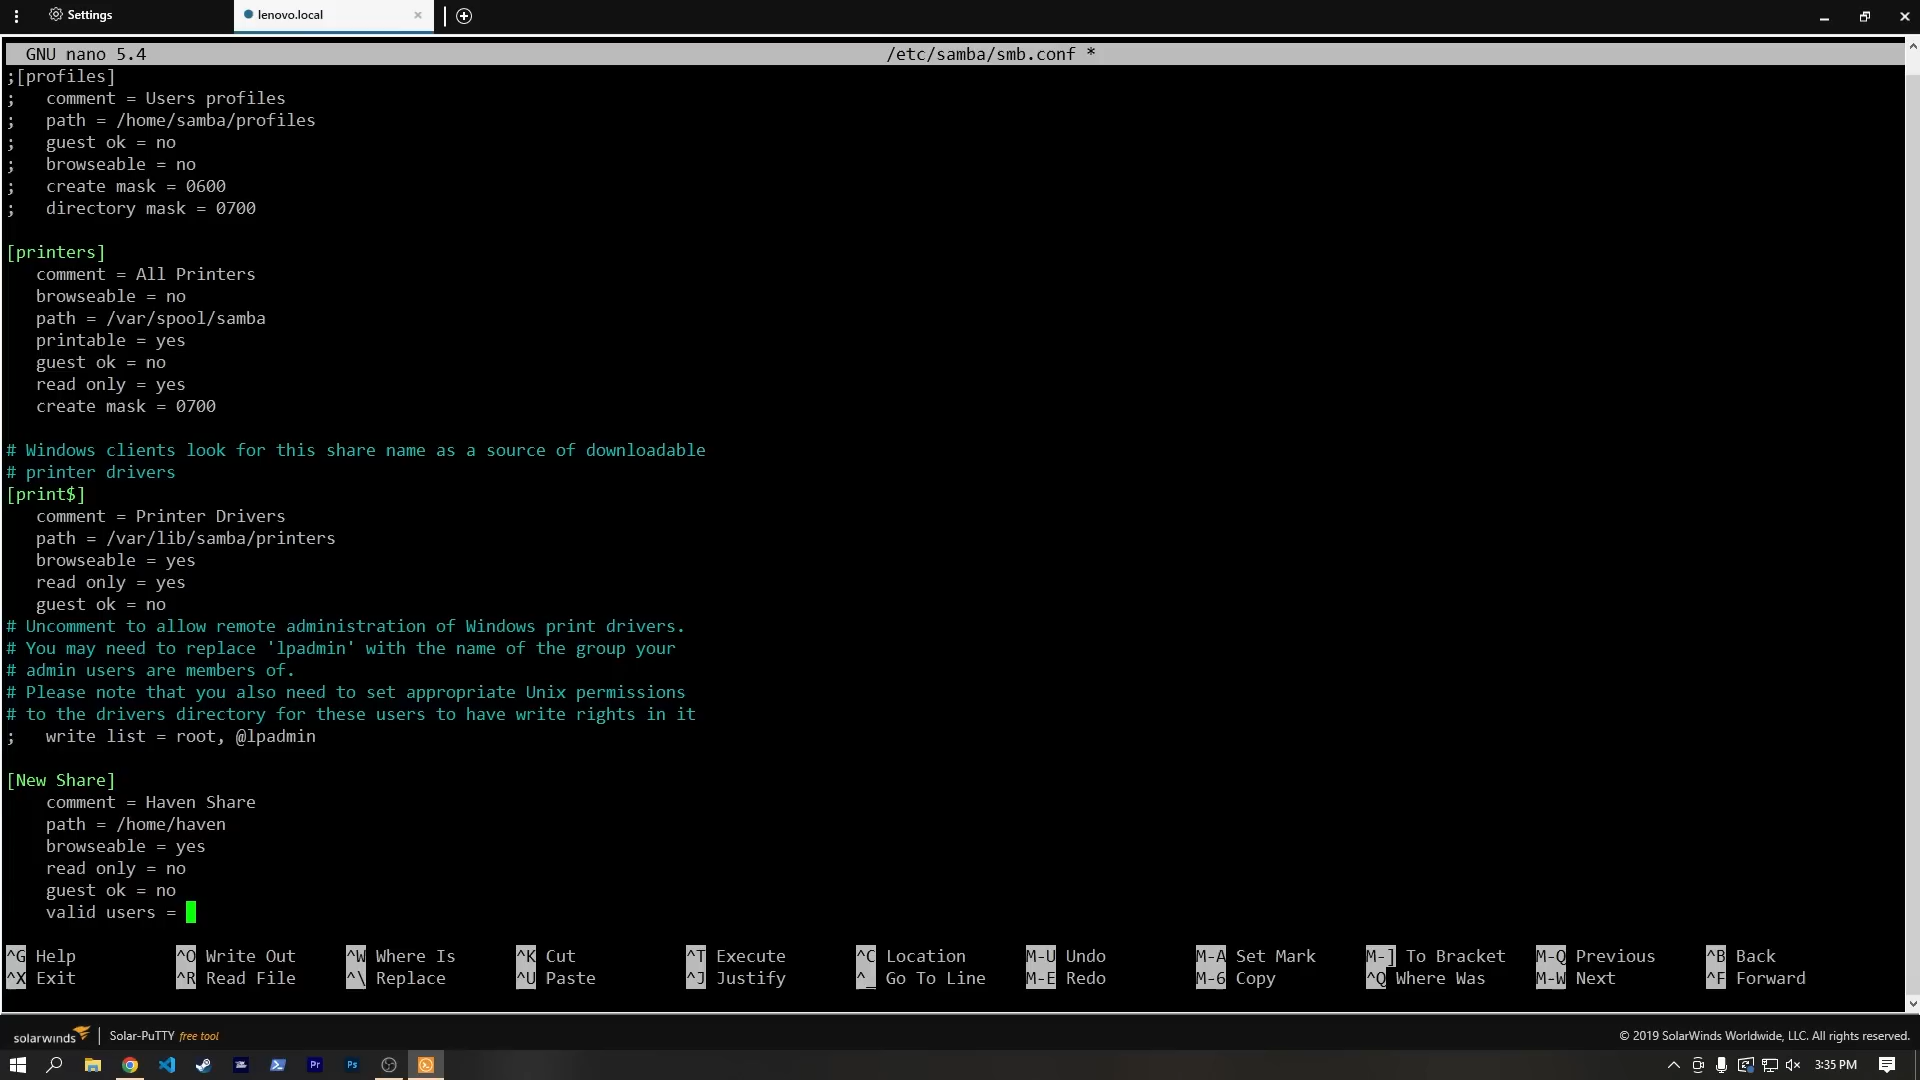 Settings
lenovo.local
GNU nano 5.4 /etc/samba/smb.conf *
;[profiles]
;   comment = Users profiles
;   path = /home/samba/profiles
;   guest ok = no
;   browseable = no
;   create mask = 0600
;   directory mask = 0700
[printers]
   comment = All Printers
   browseable = no
   path = /var/spool/samba
   printable = yes
   guest ok = no
   read only = yes
   create mask = 0700
# Windows clients look for this share name as a source of downloadable
# printer drivers
[print$]
   comment = Printer Drivers
   path = /var/lib/samba/printers
   browseable = yes
   read only = yes
   guest ok = no
# Uncomment to allow remote administration of Windows print drivers.
# You may need to replace 'lpadmin' with the name of the group your
# admin users are members of.
# Please note that you also need to set appropriate Unix permissions
# to the drivers directory for these users to have write rights in it
;   write list = root, @lpadmin
[New Share]
    comment = Haven Share
    path = /home/haven
    browseable = yes
    read only = no
    guest ok = no
    valid users =
^G Help ^O Write Out ^W Where Is ^K Cut ^T Execute ^C Location M-U Undo M-A Set Mark M-] To Bracket M-Q Previous ^B Back
^X Exit ^R Read File ^\ Replace ^U Paste ^J Justify ^_ Go To Line M-E Redo M-6 Copy ^Q Where Was M-W Next ^F Forward
solarwinds Solar-PuTTY free tool © 2019 SolarWinds Worldwide, LLC. All rights reserved.
Pr Ps 3:35 PM